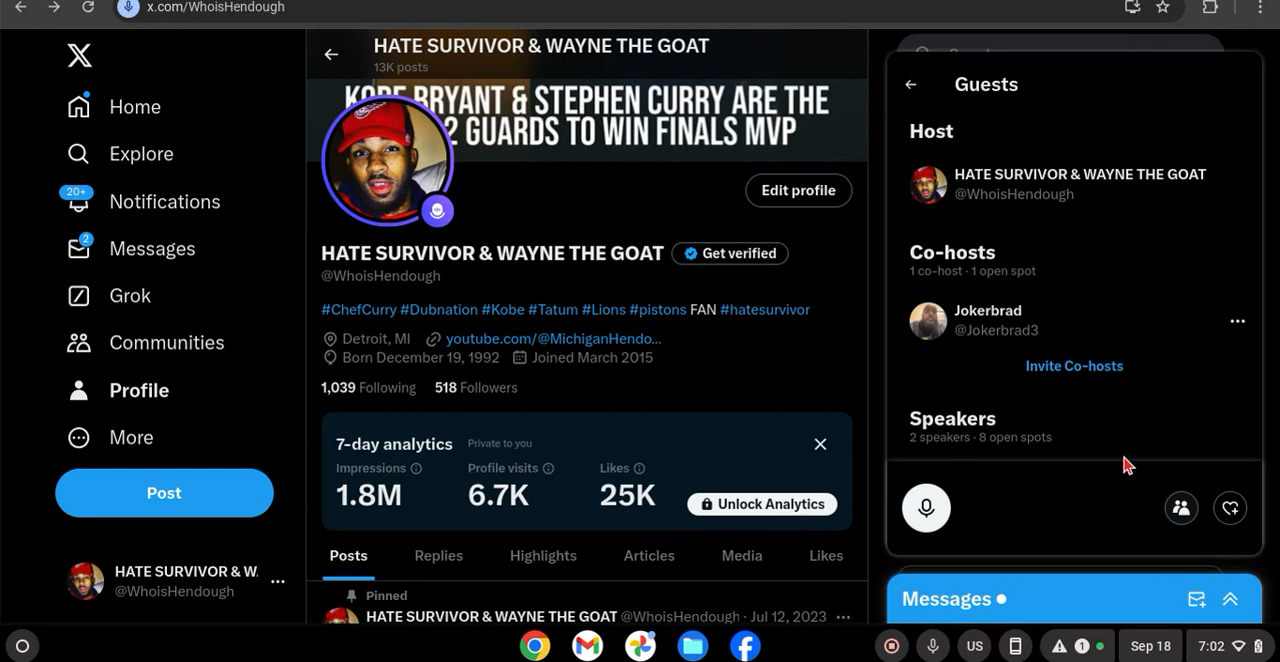 x.com/WhoisHendough
Home
Explore
20+
Notifications
2
Messages
Grok
Communities
Profile
More
Post
HATE SURVIVOR & W.
@WhoisHendough
HATE SURVIVOR & WAYNE THE GOAT
13K posts
KOBE BRYANT & STEPHEN CURRY ARE THE
2 GUARDS TO WIN FINALS MVP
Edit profile
HATE SURVIVOR & WAYNE THE GOAT
Get verified
@WhoisHendough
#ChefCurry #Dubnation #Kobe #Tatum #Lions #pistons FAN #hatesurvivor
Detroit, MI youtube.com/@MichiganHendo...
Born December 19, 1992 Joined March 2015
1,039 Following 518 Followers
7-day analytics Private to you
Impressions Profile visits Likes
1.8M 6.7K 25K
Unlock Analytics
Posts Replies Highlights Articles Media Likes
Pinned
HATE SURVIVOR & WAYNE THE GOAT @WhoisHendough · Jul 12, 2023
Guests
Host
HATE SURVIVOR & WAYNE THE GOAT
@WhoisHendough
Co-hosts
1 co-host · 1 open spot
Jokerbrad
@Jokerbrad3
Invite Co-hosts
Speakers
2 speakers · 8 open spots
Messages
US 1 Sep 18 7:02